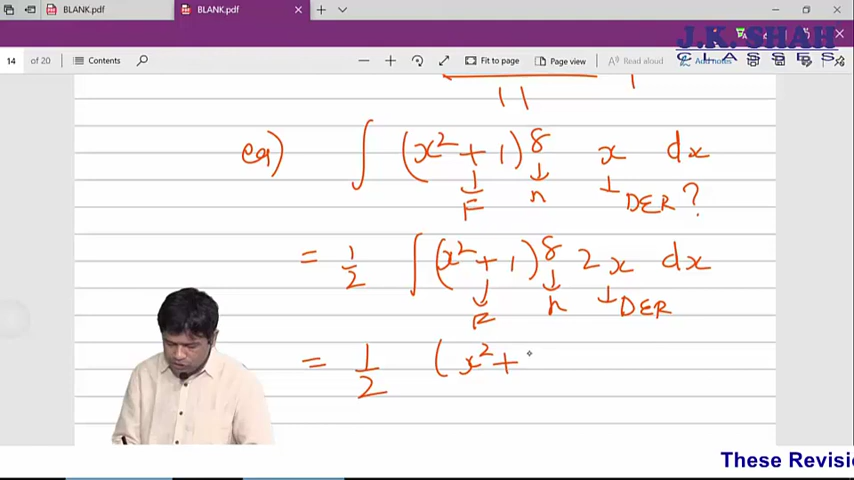 BLANK.pdf
BLANK.pdf
J.K. SHAH
CLASSES
14 of 20
Contents
Fit to page
Page view
Read aloud
Add notes
11
eg) ∫ (x² + 1)8 x dx
↓ F ↓ n ↓ DER ?
= 1/2 ∫ (x² + 1)8 2x dx
↓ F ↓ n ↓ DER
= 1/2 (x² +
These Revisi